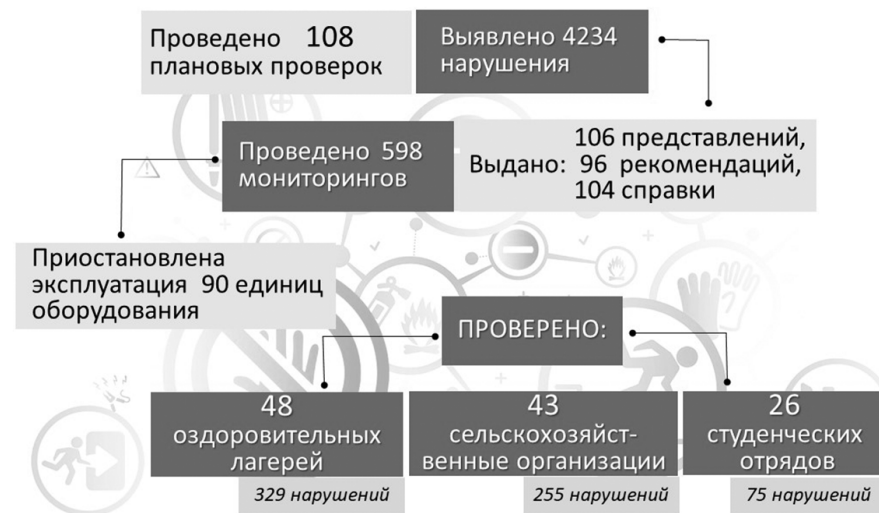 Проведено 108
плановых проверок
Выявлено 4234
нарушения
Проведено 598
мониторингов
106 представлений,
Выдано: 96 рекомендаций,
104 справки
Приостановлена
эксплуатация 90 единиц
оборудования
ПРОВЕРЕНО:
48
оздоровительных
лагерей
329 нарушений
43
сельскохозяйст-
венные организации
255 нарушений
26
студенческих
отрядов
75 нарушений